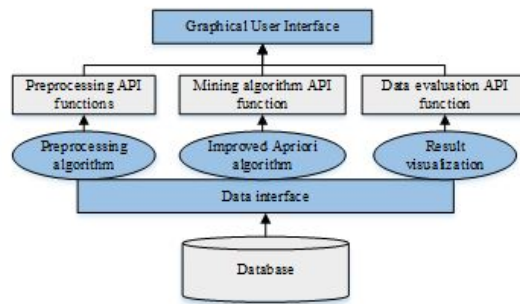 Graphical User Interface
Preprocessing API
functions
Mining algorithm API
function
Data evaluation API
function
Preprocessing
algorithm
Improved Apriori
algorithm
Result
visualization
Data interface
Database